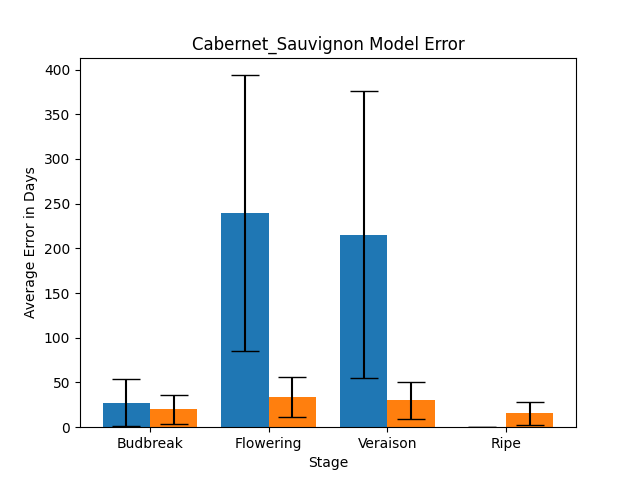 Cabernet_Sauvignon Model Error
400
350
300
250
200
150
100
50
0
Average Error in Days
Budbreak Flowering Veraison Ripe
Stage